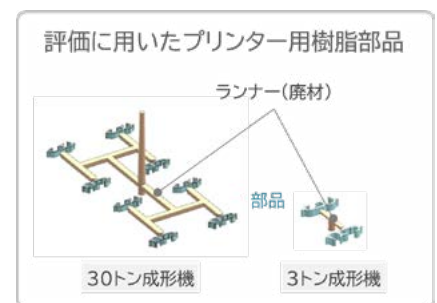 評価に用いたプリンター用樹脂部品
ランナー(廃材)
部品
30トン成形機
3トン成形機